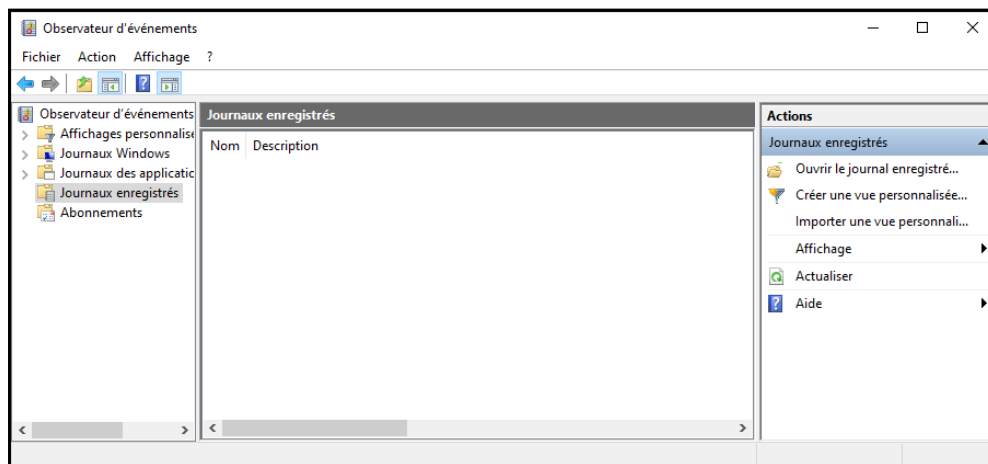 Observateur d'événements
Fichier Action Affichage ?
Observateur d'événements
Affichages personnalise
Journaux Windows
Journaux des applicatic
Journaux enregistrés
Abonnements
Journaux enregistrés
Nom Description
Actions
Journaux enregistrés
Ouvrir le journal enregistré...
Créer une vue personnalisée...
Importer une vue personnali...
Affichage
Actualiser
Aide